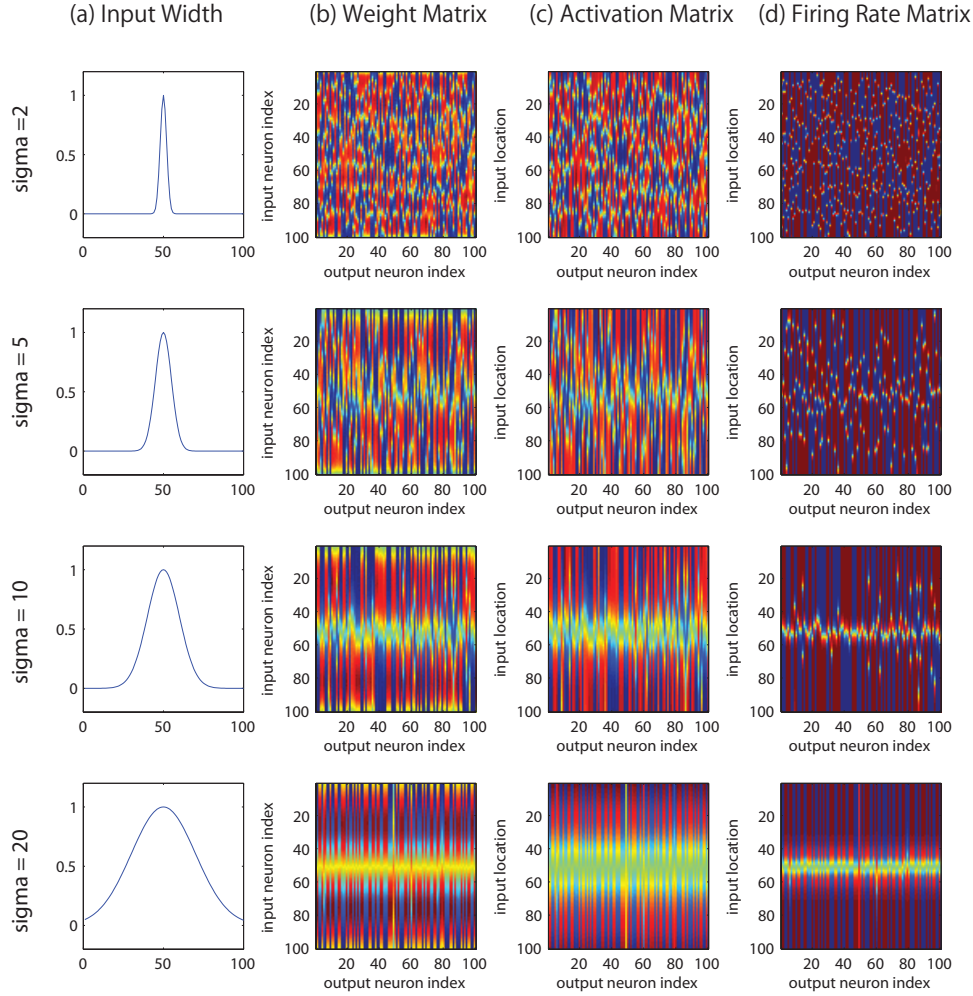 (a) Input Width (b) Weight Matrix (c) Activation Matrix (d) Firing Rate Matrix
sigma =2
1
0.5
0
0 50 100
input neuron index
20
40
60
80
100
20 40 60 80 100
output neuron index
input location
20
40
60
80
100
20 40 60 80 100
output neuron index
input location
20
40
60
80
100
20 40 60 80 100
output neuron index
sigma = 5
1
0.5
0
0 50 100
input neuron index
20
40
60
80
100
20 40 60 80 100
output neuron index
input location
20
40
60
80
100
20 40 60 80 100
output neuron index
input location
20
40
60
80
100
20 40 60 80 100
output neuron index
sigma = 10
1
0.5
0
0 50 100
input neuron index
20
40
60
80
100
20 40 60 80 100
output neuron index
input location
20
40
60
80
100
20 40 60 80 100
output neuron index
input location
20
40
60
80
100
20 40 60 80 100
output neuron index
sigma = 20
1
0.5
0
0 50 100
input neuron index
20
40
60
80
100
20 40 60 80 100
output neuron index
input location
20
40
60
80
100
20 40 60 80 100
output neuron index
input location
20
40
60
80
100
20 40 60 80 100
output neuron index